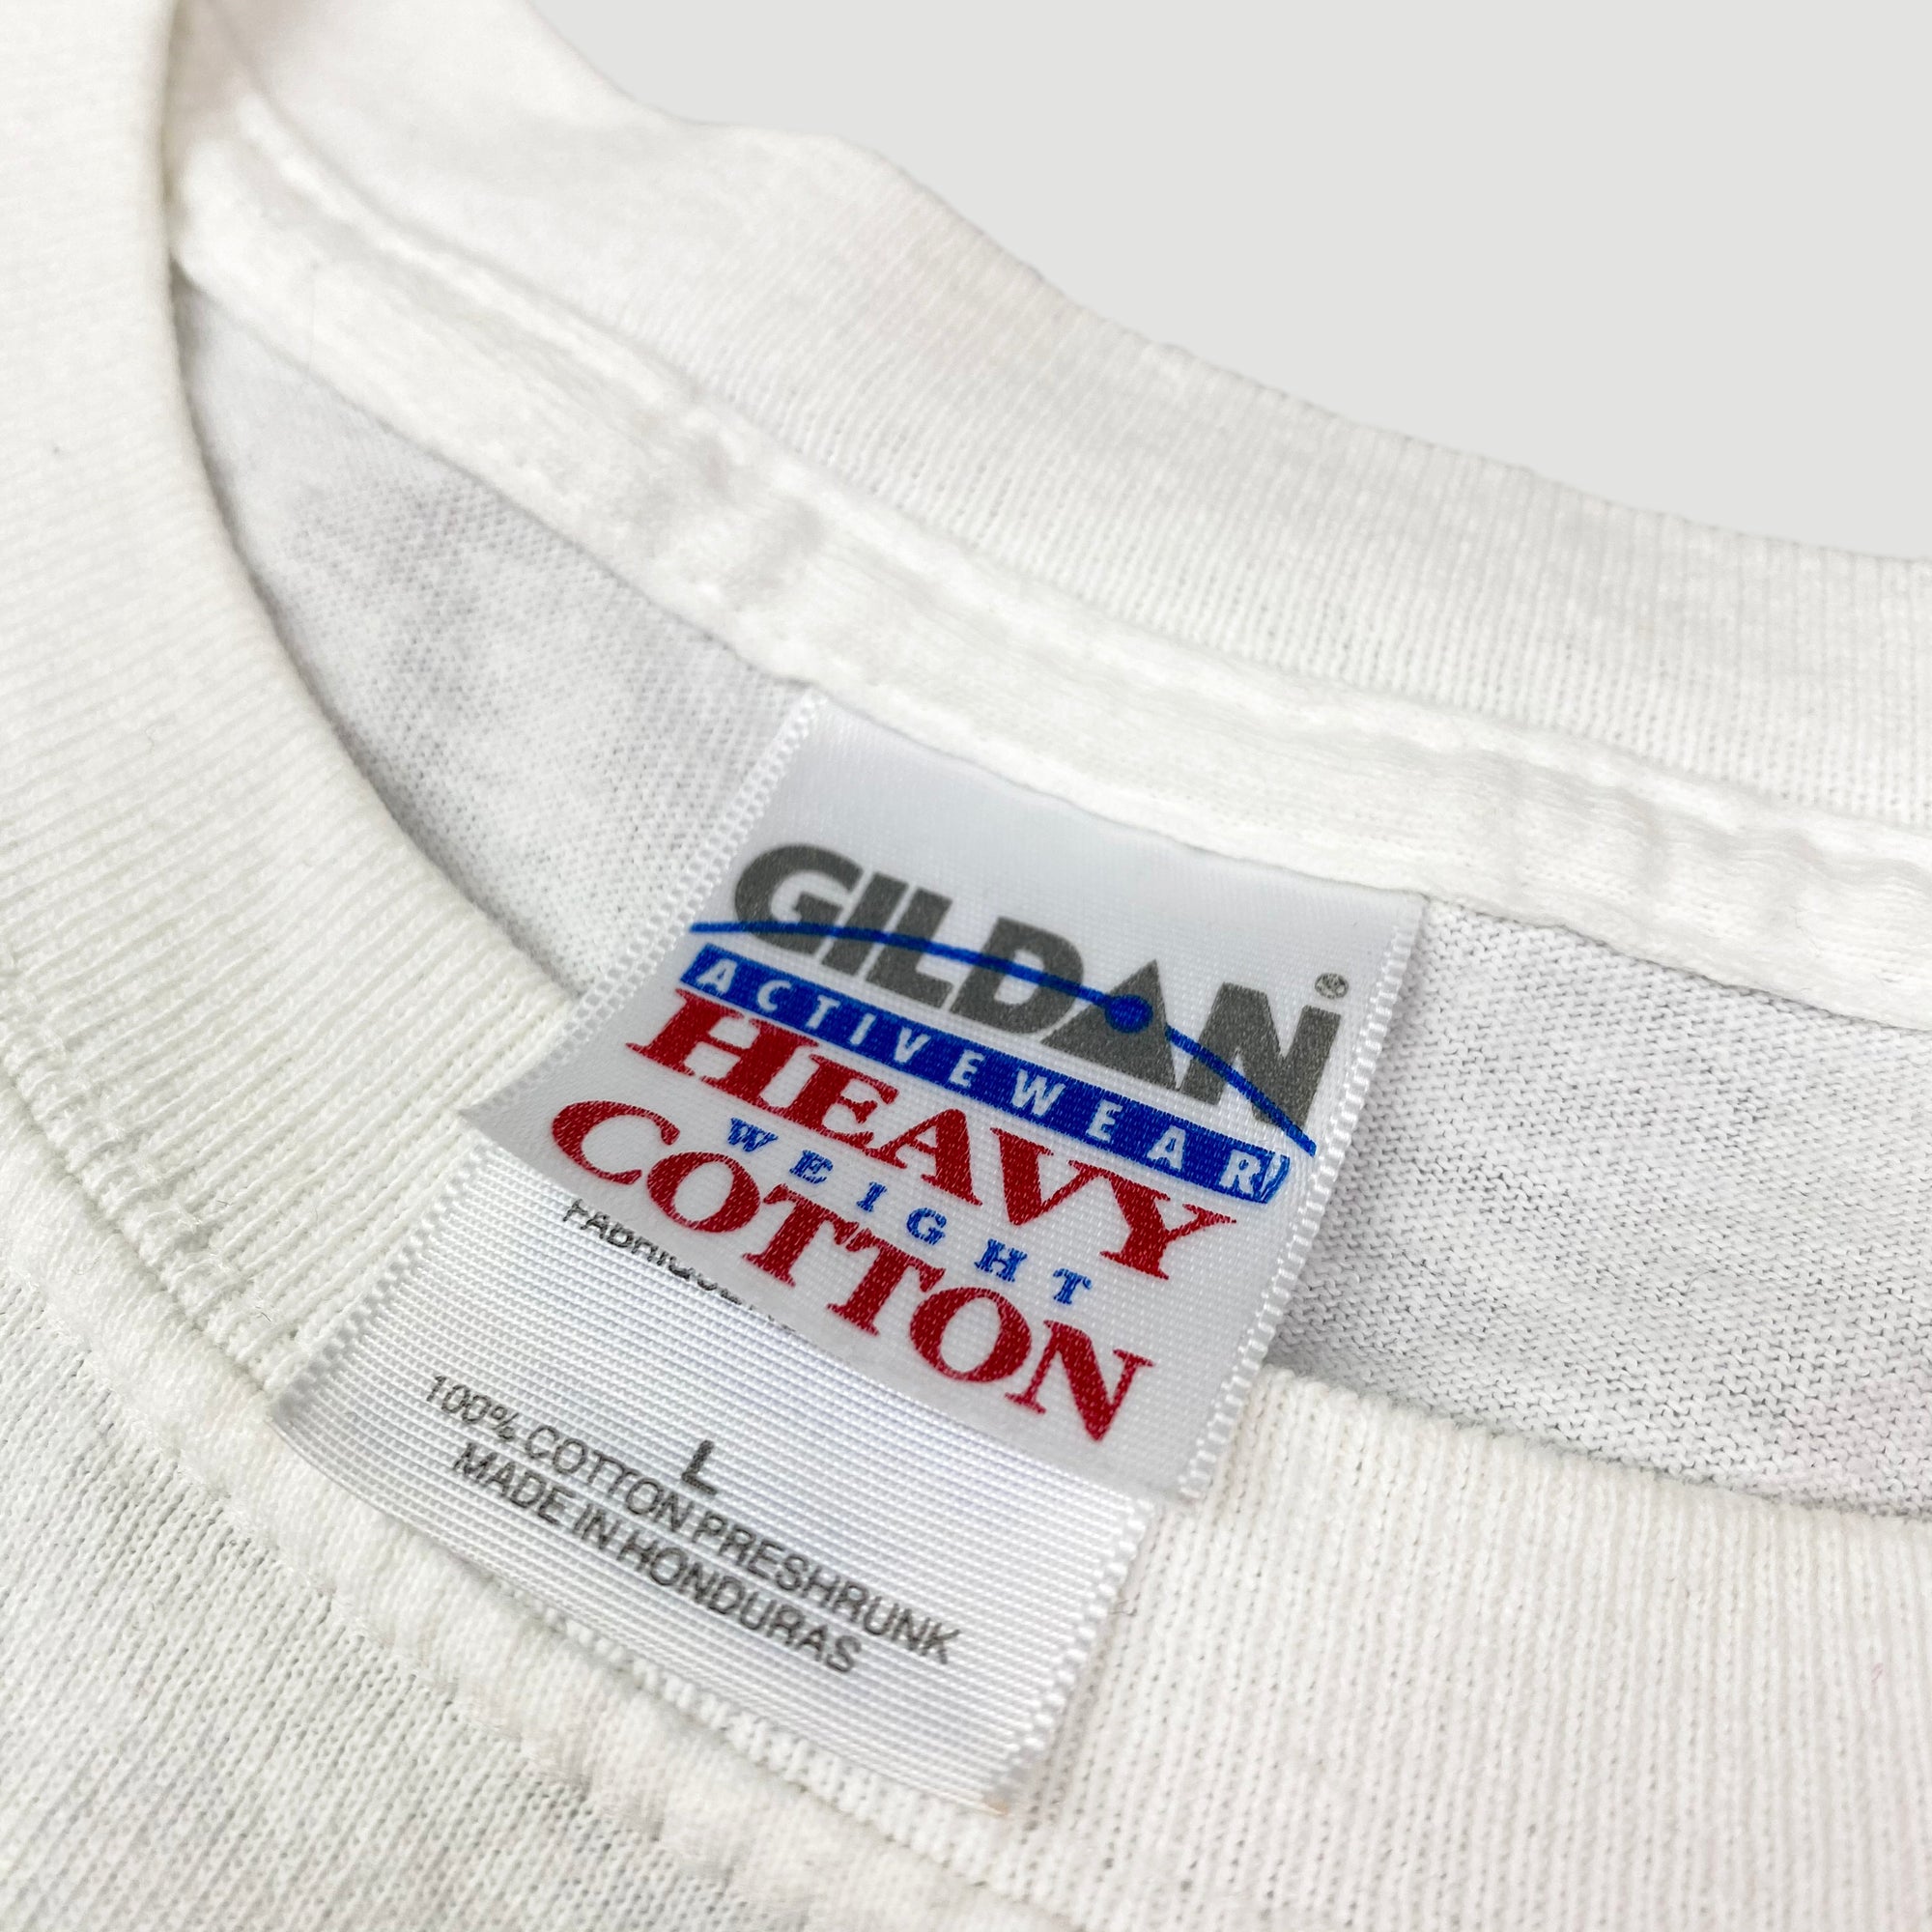 GILDAN®
ACTIVEWEAR
HEAVY
WEIGHT
COTTON
L
100% COTTON PRESHRUNK
MADE IN HONDURAS